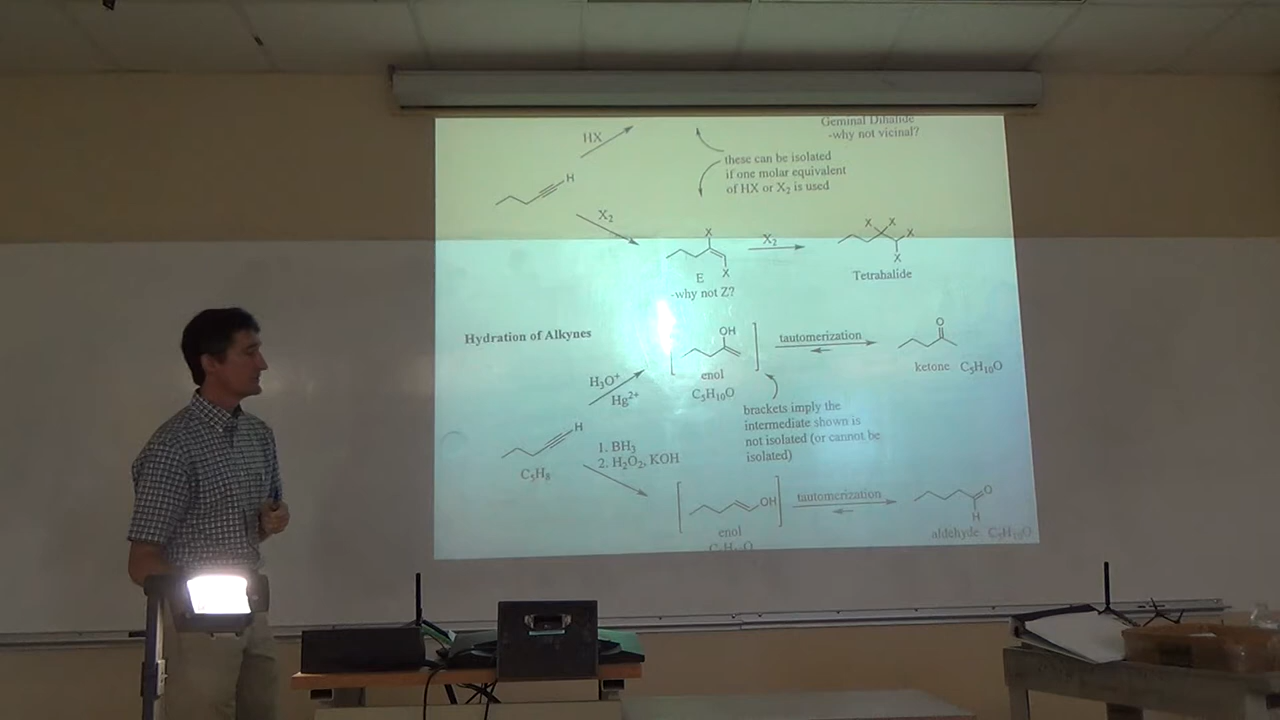 Geminal Dihalide
-why not vicinal?
HX
these can be isolated
if one molar equivalent
of HX or X₂ is used
H
X₂
X
X
E
-why not Z?
X₂
X
X
X
X
Tetrahalide
Hydration of Alkynes
H₃O⁺
Hg²⁺
OH
enol
C₅H₁₀O
tautomerization
O
ketone C₅H₁₀O
brackets imply the
intermediate shown is
not isolated (or cannot be
isolated)
H
C₅H₈
1. BH₃
2. H₂O₂, KOH
OH
enol
tautomerization
O
H
aldehyde C₅H₁₀O